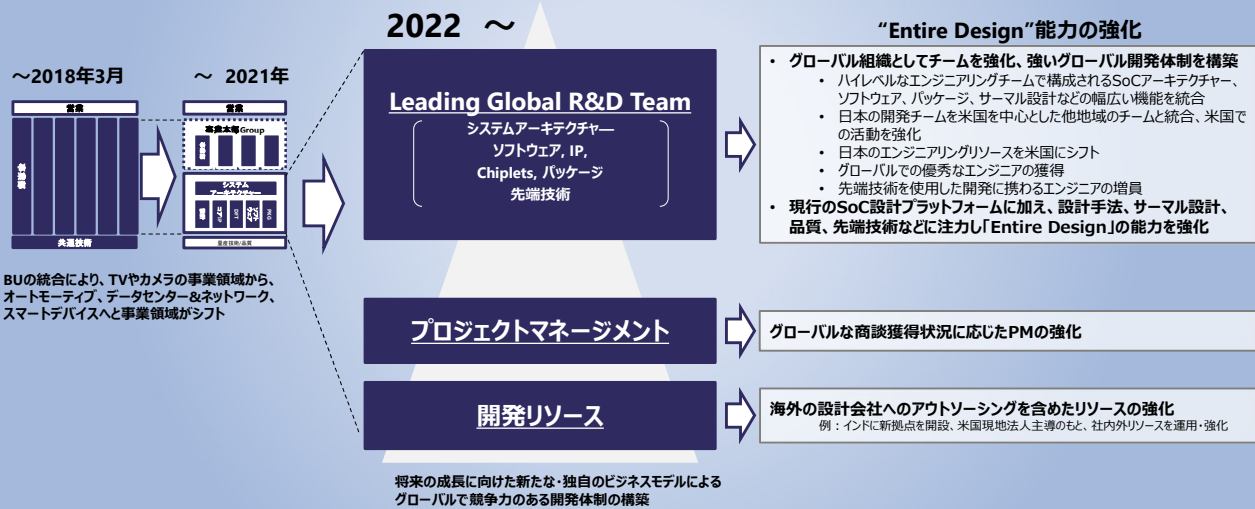 2022 ～
"Entire Design"能力の強化
～2018年3月
～ 2021年
営業
事業部
共通技術
営業
事業本部Group
事業部
システム
アーキテクチャー
DFT
PKG
量産技術/品質
BUの統合により、TVやカメラの事業領域から、
オートモーティブ、データセンター&ネットワーク、
スマートデバイスへと事業領域がシフト
Leading Global R&D Team
システムアーキテクチャー
ソフトウェア, IP,
Chiplets, パッケージ
先端技術
• グローバル組織としてチームを強化、強いグローバル開発体制を構築
• ハイレベルなエンジニアリングチームで構成されるSoCアーキテクチャー、
ソフトウェア、パッケージ、サーマル設計などの幅広い機能を統合
• 日本の開発チームを米国を中心とした他地域のチームと統合、米国で
の活動を強化
• 日本のエンジニアリングリソースを米国にシフト
• グローバルでの優秀なエンジニアの獲得
• 先端技術を使用した開発に携わるエンジニアの増員
• 現行のSoC設計プラットフォームに加え、設計手法、サーマル設計、
品質、先端技術などに注力し「Entire Design」の能力を強化
プロジェクトマネージメント
グローバルな商談獲得状況に応じたPMの強化
開発リソース
海外の設計会社へのアウトソーシングを含めたリソースの強化
例：インドに新拠点を開設、米国現地法人主導のもと、社内外リソースを運用・強化
将来の成長に向けた新たな・独自のビジネスモデルによる
グローバルで競争力のある開発体制の構築